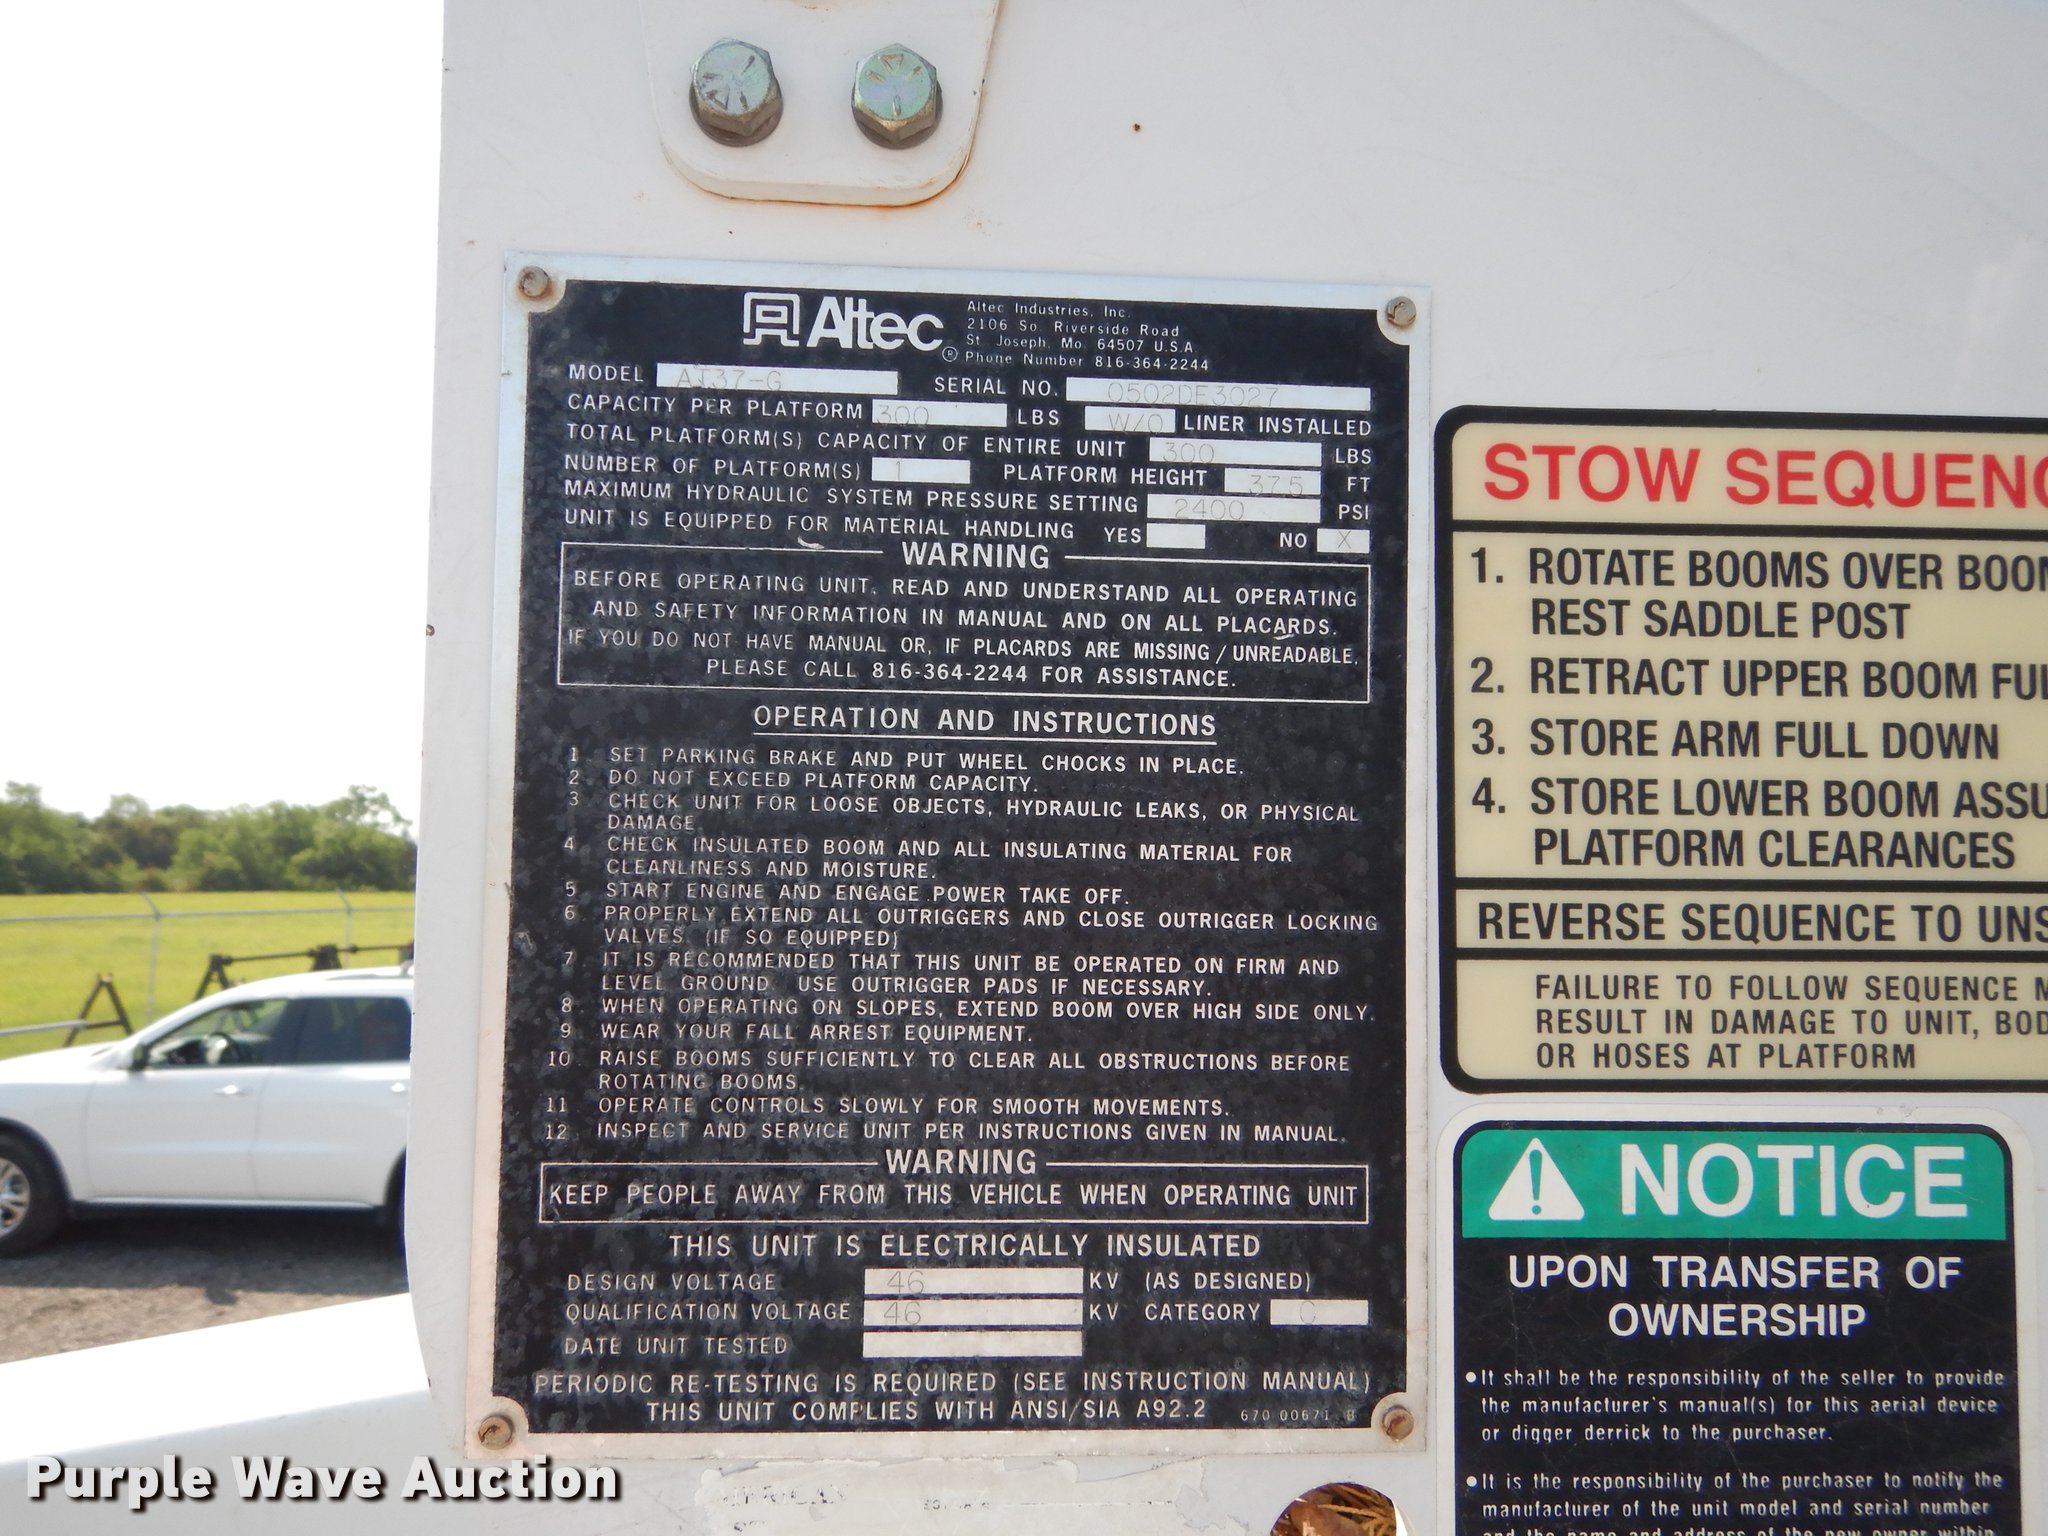 Altec ®
Altec Industries, Inc.
2106 So. Riverside Road
St. Joseph, Mo. 64507 U.S.A.
Phone Number 816-364-2244
MODEL AT37-G SERIAL NO. 0502DE3027
CAPACITY PER PLATFORM 300 LBS W/O LINER INSTALLED
TOTAL PLATFORM(S) CAPACITY OF ENTIRE UNIT 300 LBS
NUMBER OF PLATFORM(S) 1 PLATFORM HEIGHT 37.5 FT
MAXIMUM HYDRAULIC SYSTEM PRESSURE SETTING 2400 PSI
UNIT IS EQUIPPED FOR MATERIAL HANDLING YES NO X
WARNING
BEFORE OPERATING UNIT, READ AND UNDERSTAND ALL OPERATING
AND SAFETY INFORMATION IN MANUAL AND ON ALL PLACARDS.
IF YOU DO NOT HAVE MANUAL OR, IF PLACARDS ARE MISSING / UNREADABLE,
PLEASE CALL 816-364-2244 FOR ASSISTANCE.
OPERATION AND INSTRUCTIONS
1. SET PARKING BRAKE AND PUT WHEEL CHOCKS IN PLACE.
2. DO NOT EXCEED PLATFORM CAPACITY.
3. CHECK UNIT FOR LOOSE OBJECTS, HYDRAULIC LEAKS, OR PHYSICAL
DAMAGE.
4. CHECK INSULATED BOOM AND ALL INSULATING MATERIAL FOR
CLEANLINESS AND MOISTURE.
5. START ENGINE AND ENGAGE POWER TAKE OFF.
6. PROPERLY EXTEND ALL OUTRIGGERS AND CLOSE OUTRIGGER LOCKING
VALVES. (IF SO EQUIPPED)
7. IT IS RECOMMENDED THAT THIS UNIT BE OPERATED ON FIRM AND
LEVEL GROUND. USE OUTRIGGER PADS IF NECESSARY.
8. WHEN OPERATING ON SLOPES, EXTEND BOOM OVER HIGH SIDE ONLY.
9. WEAR YOUR FALL ARREST EQUIPMENT.
10. RAISE BOOMS SUFFICIENTLY TO CLEAR ALL OBSTRUCTIONS BEFORE
ROTATING BOOMS.
11. OPERATE CONTROLS SLOWLY FOR SMOOTH MOVEMENTS.
12. INSPECT AND SERVICE UNIT PER INSTRUCTIONS GIVEN IN MANUAL.
WARNING
KEEP PEOPLE AWAY FROM THIS VEHICLE WHEN OPERATING UNIT
THIS UNIT IS ELECTRICALLY INSULATED
DESIGN VOLTAGE 46 KV (AS DESIGNED)
QUALIFICATION VOLTAGE 46 KV CATEGORY C
DATE UNIT TESTED
PERIODIC RE-TESTING IS REQUIRED (SEE INSTRUCTION MANUAL)
THIS UNIT COMPLIES WITH ANSI/SIA A92.2 670 00671 B
STOW SEQUENC
1. ROTATE BOOMS OVER BOOM
REST SADDLE POST
2. RETRACT UPPER BOOM FUL
3. STORE ARM FULL DOWN
4. STORE LOWER BOOM ASSU
PLATFORM CLEARANCES
REVERSE SEQUENCE TO UNS
FAILURE TO FOLLOW SEQUENCE M
RESULT IN DAMAGE TO UNIT, BOD
OR HOSES AT PLATFORM
NOTICE
UPON TRANSFER OF
OWNERSHIP
•It shall be the responsibility of the seller to provide
the manufacturer's manual(s) for this aerial device
or digger derrick to the purchaser.
•It is the responsibility of the purchaser to notify the
manufacturer of the unit model and serial number
and the name and address of the new owner within
Purple Wave Auction